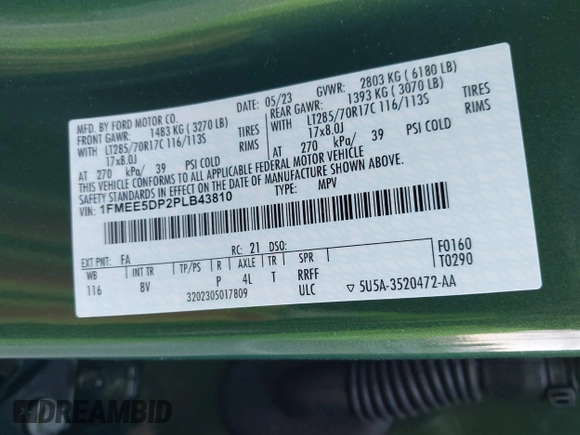 MFD. BY FORD MOTOR CO.
DATE: 05/23 GVWR: 2803 KG ( 6180 LB)
FRONT GAWR: 1483 KG ( 3270 LB)
REAR GAWR: 1393 KG ( 3070 LB)
WITH LT285/70R17C 116/113S TIRES
WITH LT285/70R17C 116/113S TIRES
17x8.0J RIMS
17x8.0J RIMS
AT 270 kPa/ 39 PSI COLD
AT 270 kPa/ 39 PSI COLD
THIS VEHICLE CONFORMS TO ALL APPLICABLE FEDERAL MOTOR VEHICLE
SAFETY STANDARDS IN EFFECT ON THE DATE OF MANUFACTURE SHOWN ABOVE.
VIN: 1FMEE5DP2PLB43810
TYPE: MPV
EXT PNT: FA RC: 21 DSO:
WB INT TR TP/PS R AXLE TR SPR
116 8V P 4L T RRFF
3202305017809 ULC
F0160
T0290
▽ 5U5A-3520472-AA
DREAMBID